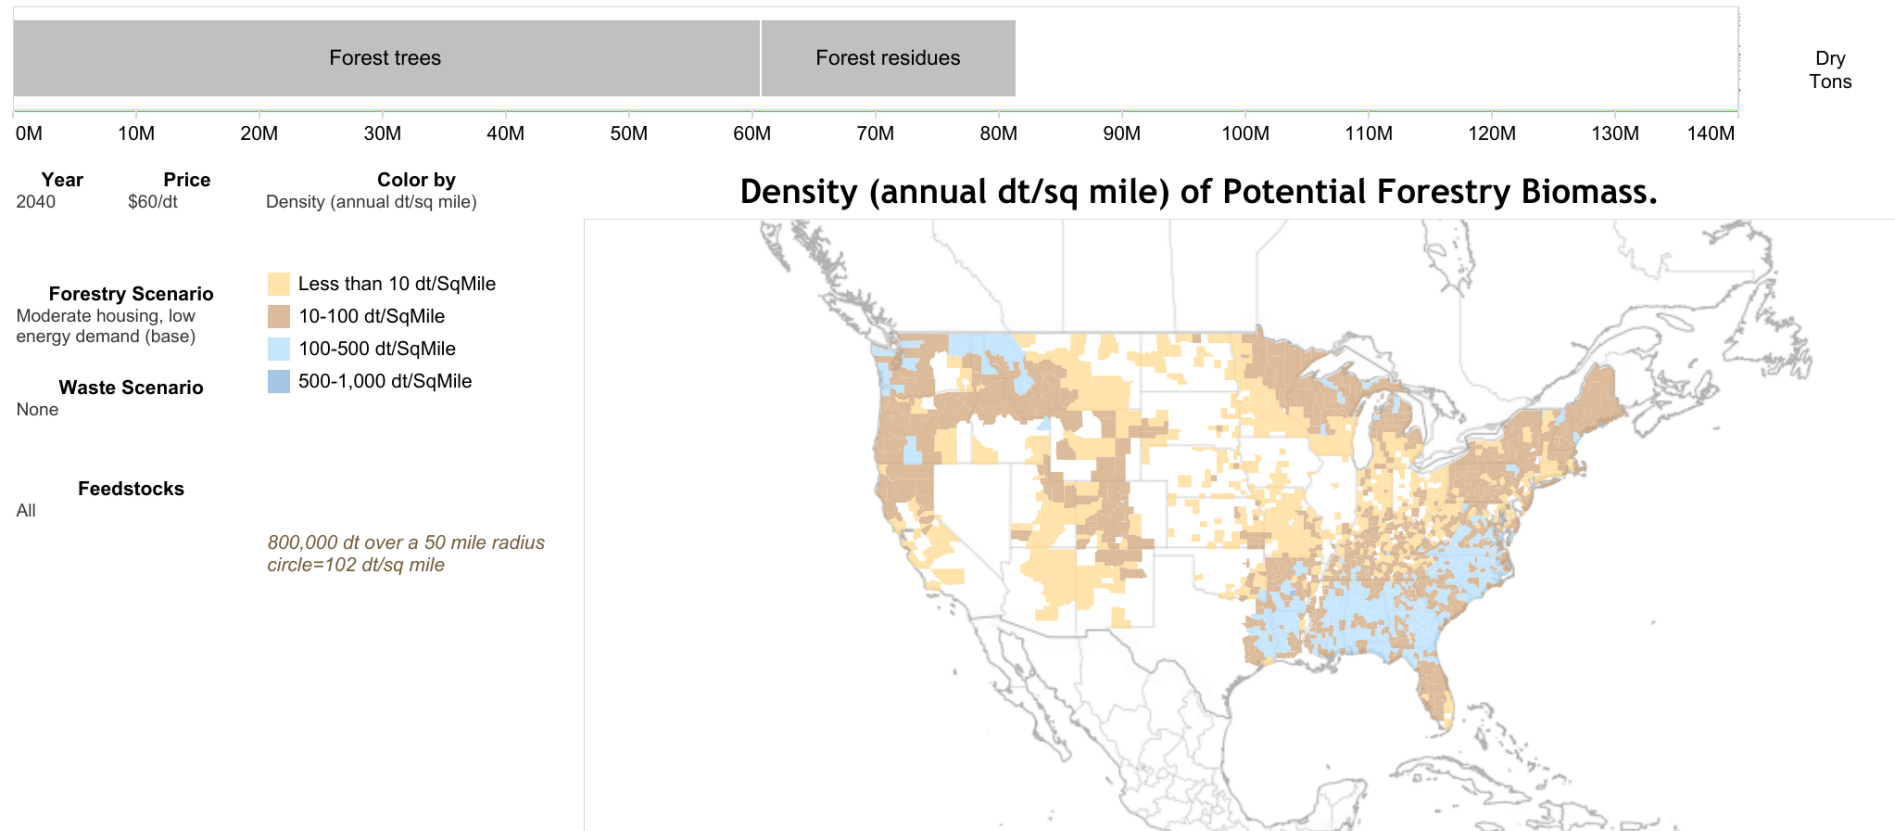 Forest trees
Forest residues
Dry
Tons
0M 10M 20M 30M 40M 50M 60M 70M 80M 90M 100M 110M 120M 130M 140M
Year
2040
Price
$60/dt
Color by
Density (annual dt/sq mile)
Density (annual dt/sq mile) of Potential Forestry Biomass.
Forestry Scenario
Moderate housing, low
energy demand (base)
Waste Scenario
None
Feedstocks
All
Less than 10 dt/SqMile
10-100 dt/SqMile
100-500 dt/SqMile
500-1,000 dt/SqMile
800,000 dt over a 50 mile radius
circle=102 dt/sq mile